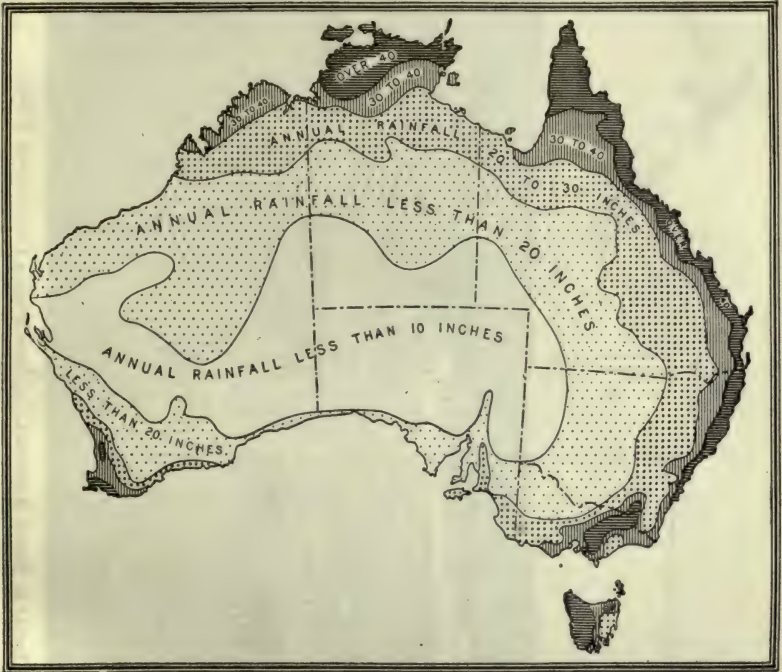 OVER 40
30 TO 40
30 TO 40
30 TO 40
ANNUAL RAINFALL 20 TO 30 INCHES
OVER
ANNUAL RAINFALL LESS THAN 20 INCHES
ANNUAL RAINFALL LESS THAN 10 INCHES
LESS THAN 20 INCHES